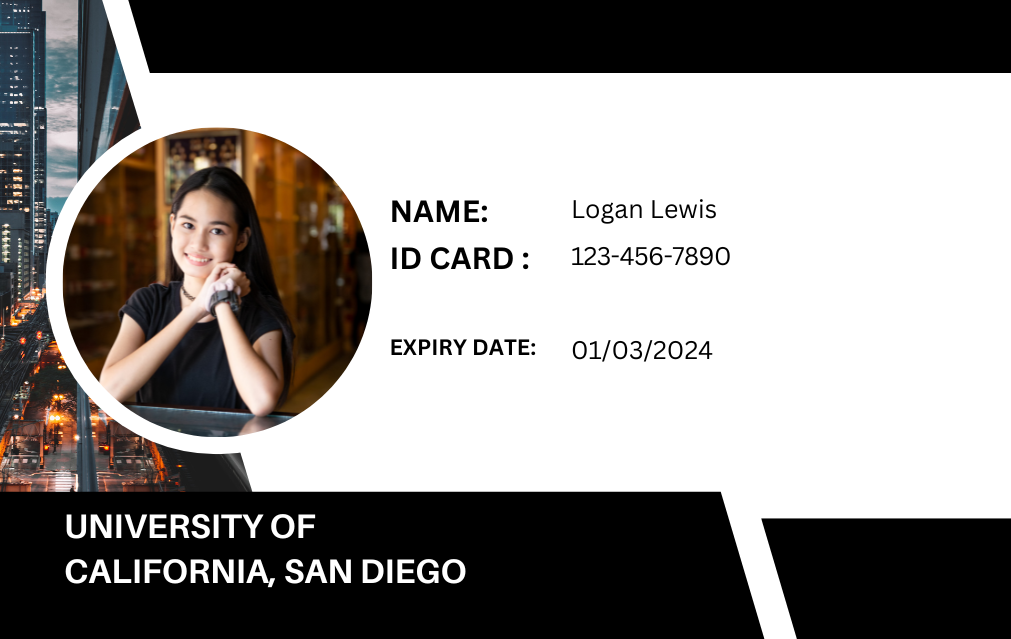 NAME: Logan Lewis
ID CARD : 123-456-7890
EXPIRY DATE: 01/03/2024
UNIVERSITY OF
CALIFORNIA, SAN DIEGO